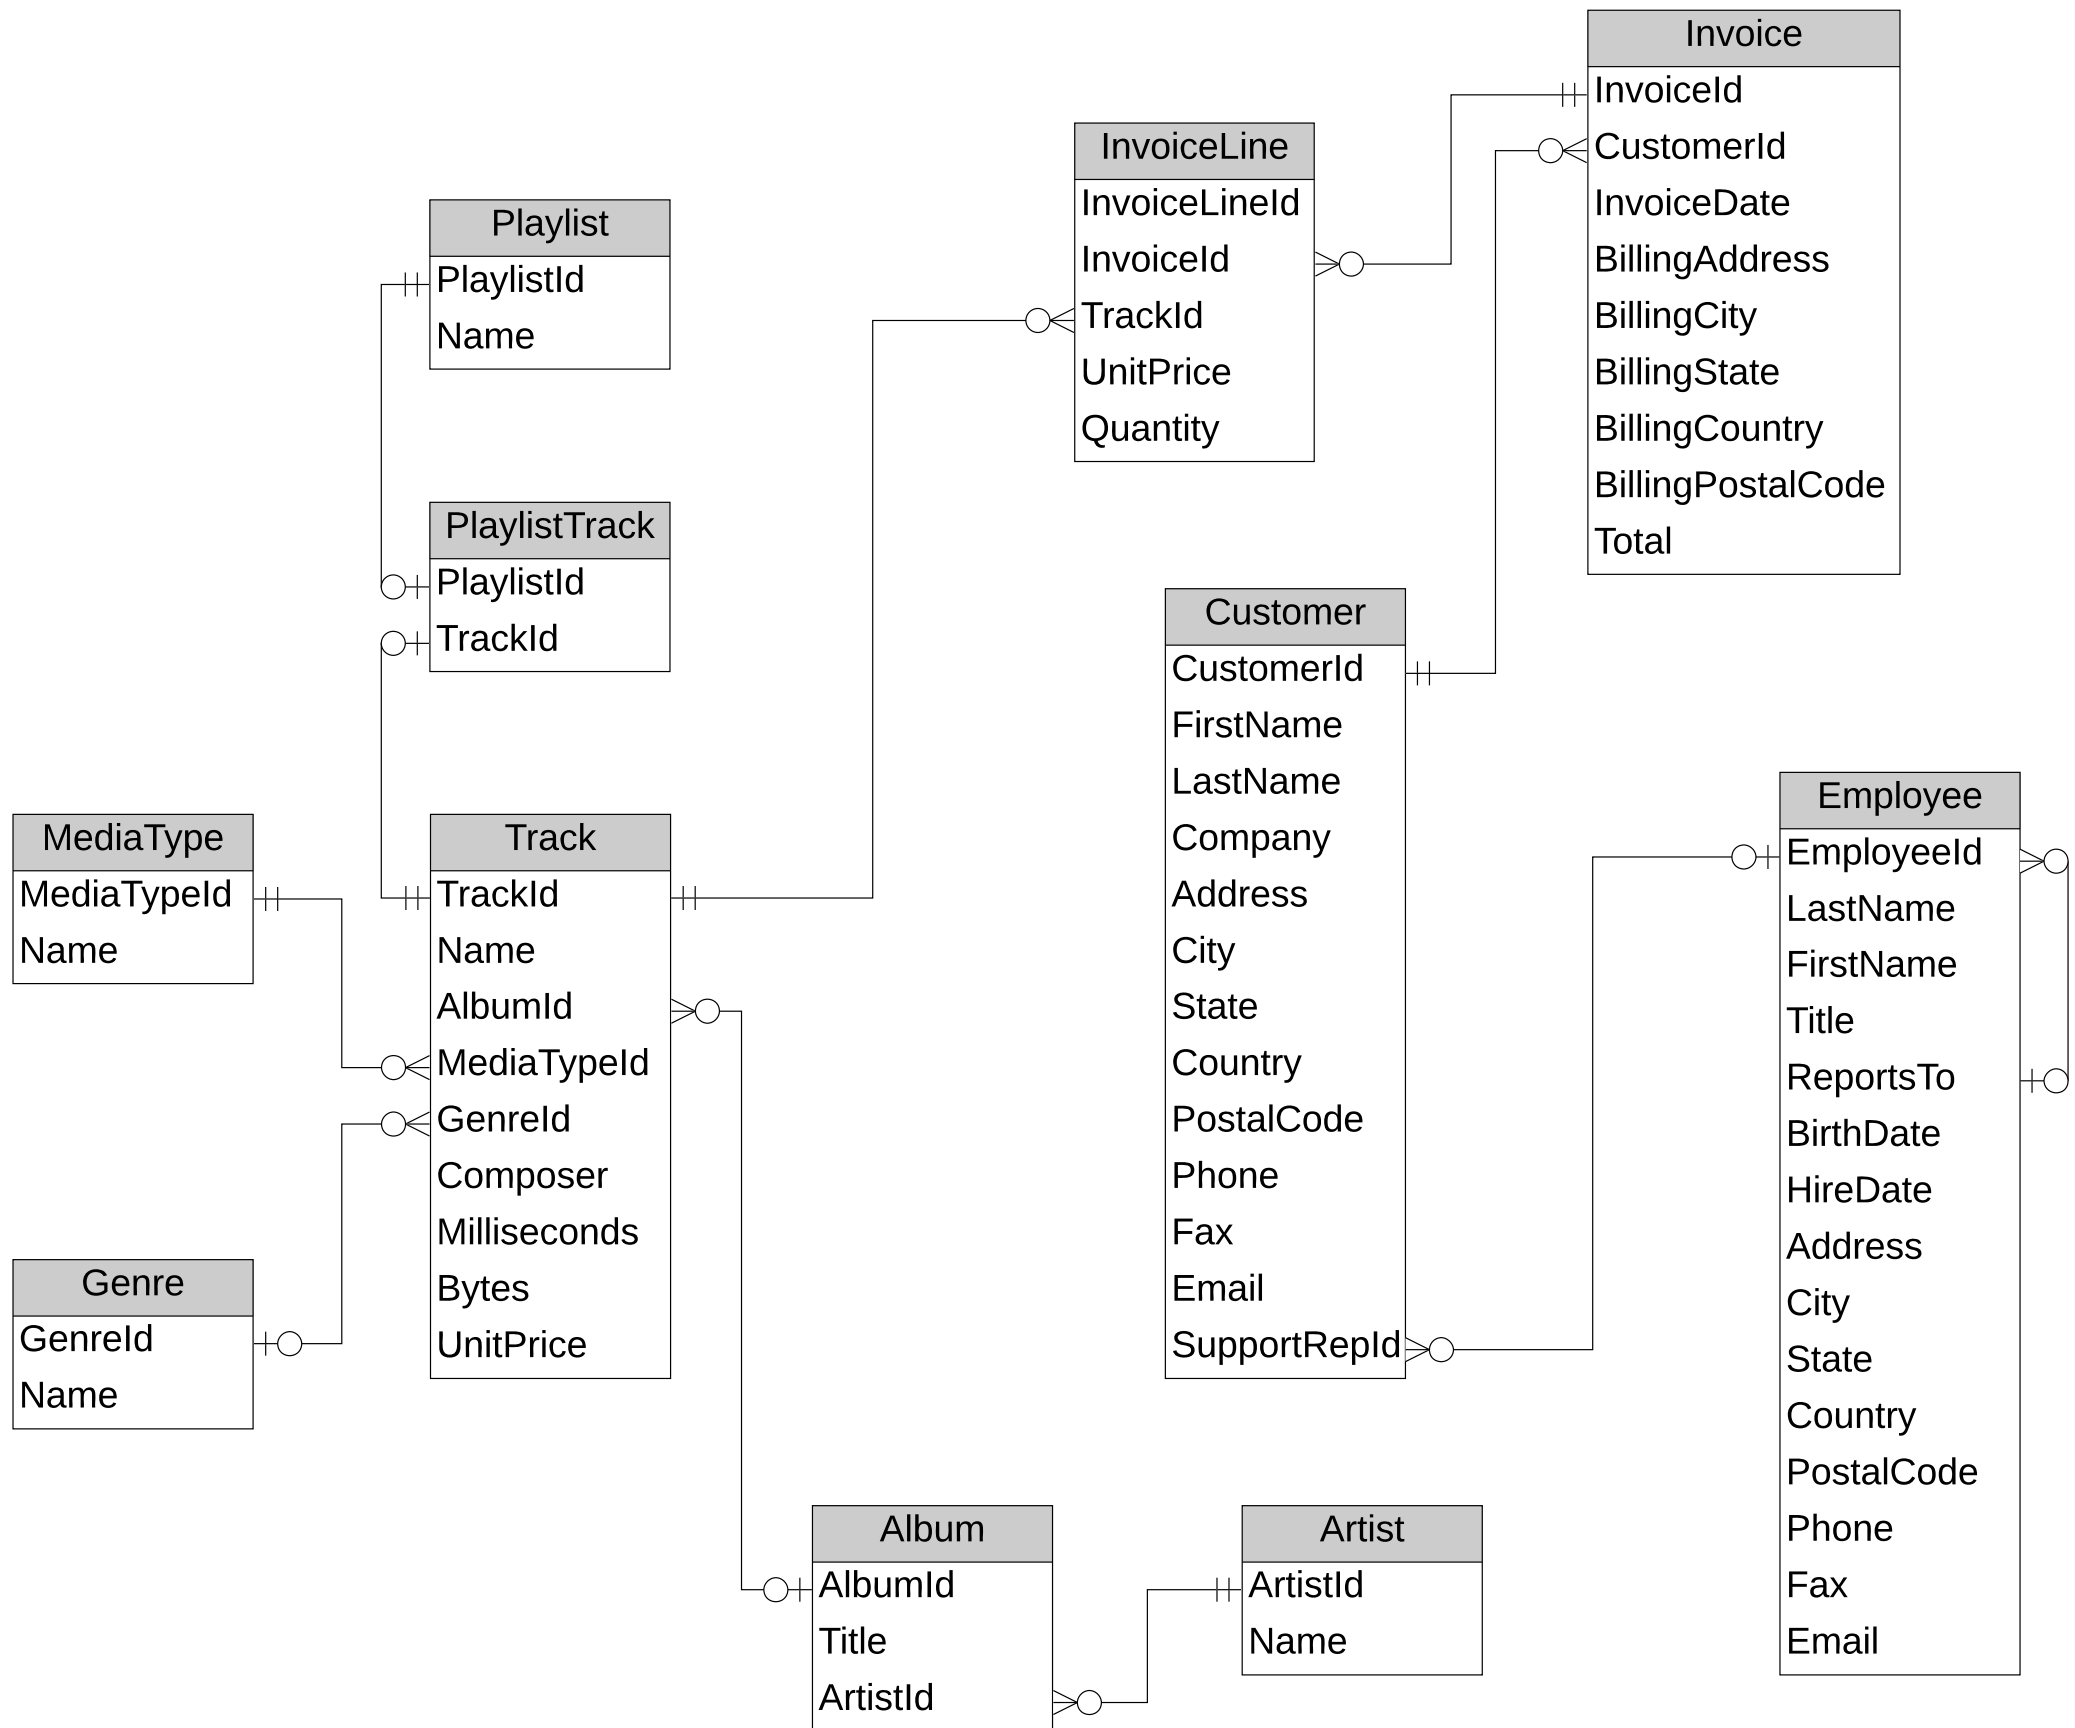 Invoice
InvoiceId
CustomerId
InvoiceDate
BillingAddress
BillingCity
BillingState
BillingCountry
BillingPostalCode
Total
InvoiceLine
InvoiceLineId
InvoiceId
TrackId
UnitPrice
Quantity
Playlist
PlaylistId
Name
PlaylistTrack
PlaylistId
TrackId
Customer
CustomerId
FirstName
LastName
Company
Address
City
State
Country
PostalCode
Phone
Fax
Email
SupportRepId
Employee
EmployeeId
LastName
FirstName
Title
ReportsTo
BirthDate
HireDate
Address
City
State
Country
PostalCode
Phone
Fax
Email
MediaType
MediaTypeId
Name
Track
TrackId
Name
AlbumId
MediaTypeId
GenreId
Composer
Milliseconds
Bytes
UnitPrice
Genre
GenreId
Name
Album
AlbumId
Title
ArtistId
Artist
ArtistId
Name